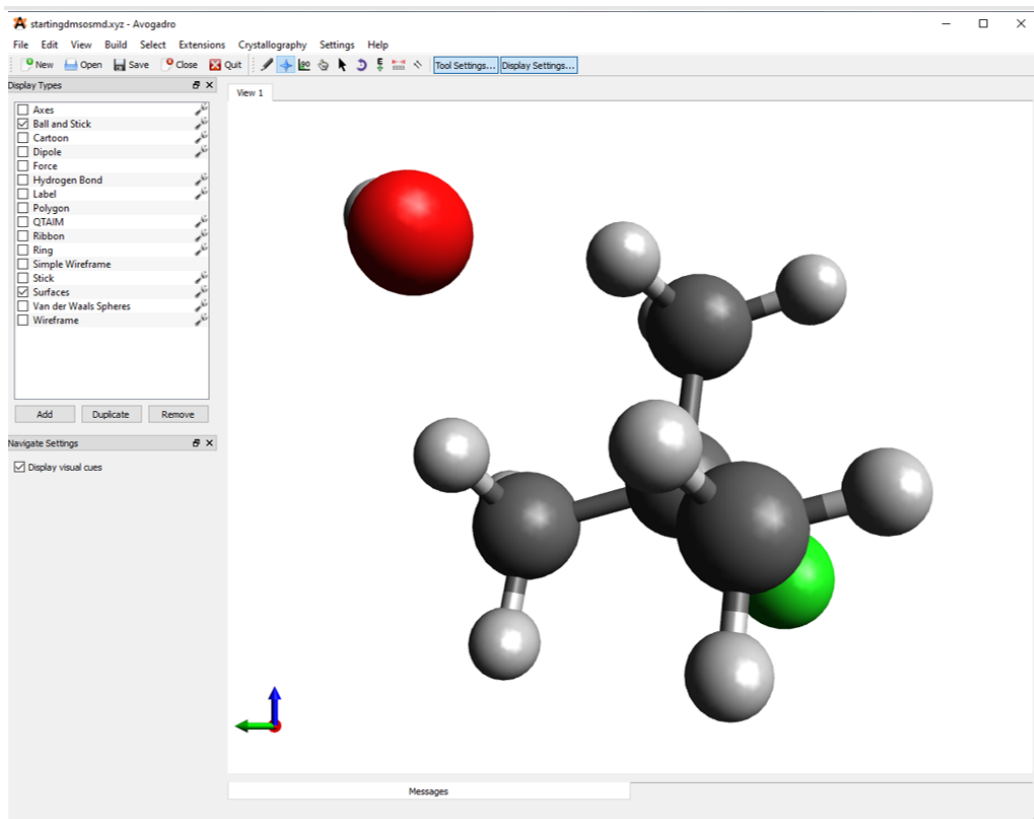 startingdmsosmd.xyz - Avogadro
File Edit View Build Select Extensions Crystallography Settings Help
New Open Save Close Quit Tool Settings... Display Settings...
Display Types
View 1
Axes
Ball and Stick
Cartoon
Dipole
Force
Hydrogen Bond
Label
Polygon
QTAIM
Ribbon
Ring
Simple Wireframe
Stick
Surfaces
Van der Waals Spheres
Wireframe
Add Duplicate Remove
Navigate Settings
Display visual cues
Messages